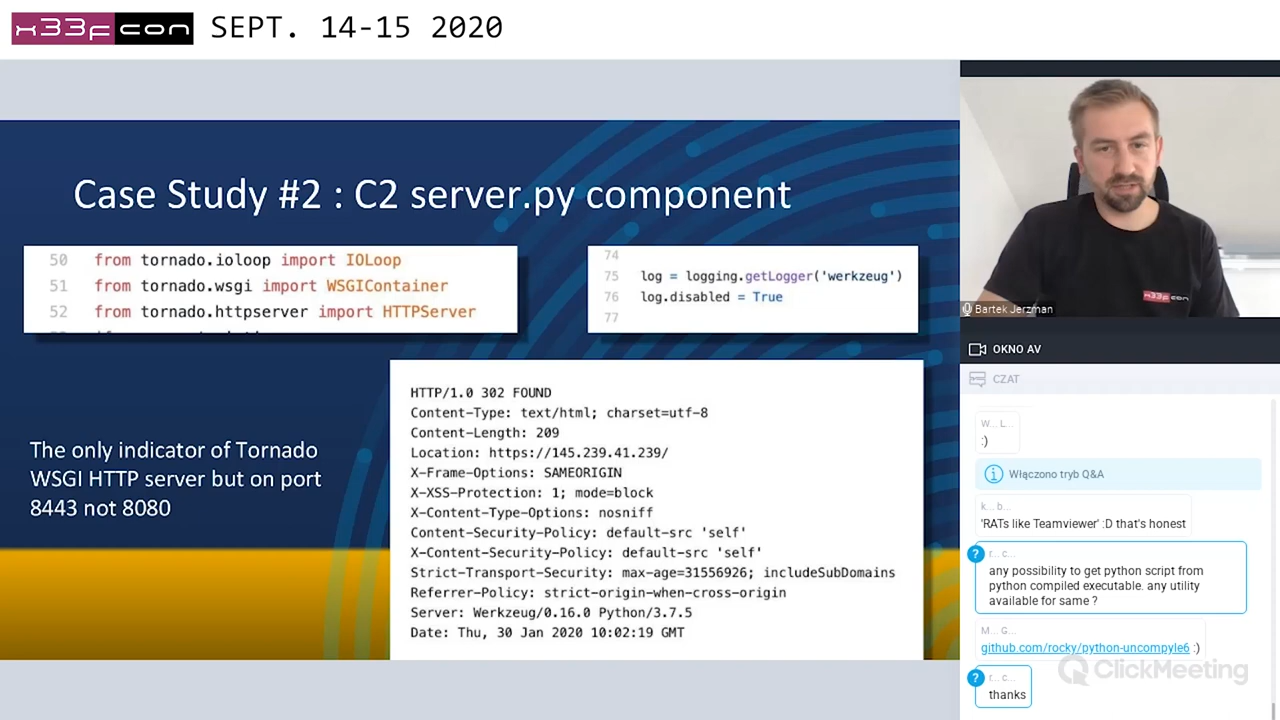 x33fcon SEPT. 14-15 2020
Case Study #2 : C2 server.py component
50 from tornado.ioloop import IOLoop
51 from tornado.wsgi import WSGIContainer
52 from tornado.httpserver import HTTPServer
74
75 log = logging.getLogger('werkzeug')
76 log.disabled = True
77
The only indicator of Tornado
WSGI HTTP server but on port
8443 not 8080
HTTP/1.0 302 FOUND
Content-Type: text/html; charset=utf-8
Content-Length: 209
Location: https://145.239.41.239/
X-Frame-Options: SAMEORIGIN
X-XSS-Protection: 1; mode=block
X-Content-Type-Options: nosniff
Content-Security-Policy: default-src 'self'
X-Content-Security-Policy: default-src 'self'
Strict-Transport-Security: max-age=31556926; includeSubDomains
Referrer-Policy: strict-origin-when-cross-origin
Server: Werkzeug/0.16.0 Python/3.7.5
Date: Thu, 30 Jan 2020 10:02:19 GMT
x33fcon
Bartek Jerzman
OKNO AV
CZAT
W... L...
:)
Włączono tryb Q&A
k... b...
'RATs like Teamviewer' :D that's honest
? r... c...
any possibility to get python script from
python compiled executable. any utility
available for same ?
M... G...
github.com/rocky/python-uncompyle6 :)
? r... c...
thanks
ClickMeeting